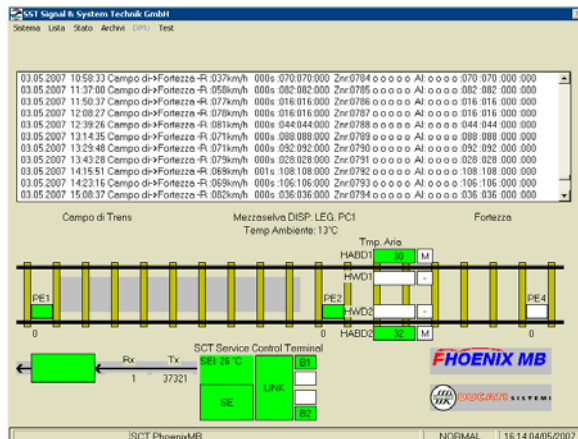 SST Signal & System Technik GmbH
Sistema Lista Stato Archivi DiMo Test
03.05.2007 10:58:33 Campo di->Fortezza -R :037km/h 000s :070:070:000 Znr:0784 o o o o o Al: o o o o :070 :070 :000 :000
03.05.2007 11:37:00 Campo di->Fortezza -R :058km/h 000s :082:082:000 Znr:0785 o o o o o Al: o o o o :082 :082 :000 :000
03.05.2007 11:50:37 Campo di->Fortezza -R :077km/h 000s :016:016:000 Znr:0786 o o o o o Al: o o o o :016 :016 :000 :000
03.05.2007 12:08:27 Campo di->Fortezza -R :078km/h 000s :016:016:000 Znr:0787 o o o o o Al: o o o o :016 :016 :000 :000
03.05.2007 12:39:26 Campo di->Fortezza -R :081km/h 000s :044:044:000 Znr:0788 o o o o o Al: o o o o :044 :044 :000 :000
03.05.2007 13:14:35 Campo di->Fortezza -R :071km/h 000s :088:088:000 Znr:0789 o o o o o Al: o o o o :088 :088 :000 :000
03.05.2007 13:29:48 Campo di->Fortezza -R :071km/h 000s :092:092:000 Znr:0790 o o o o o Al: o o o o :092 :092 :000 :000
03.05.2007 13:43:28 Campo di->Fortezza -R :079km/h 000s :028:028:000 Znr:0791 o o o o o Al: o o o o :028 :028 :000 :000
03.05.2007 14:15:51 Campo di->Fortezza -R :069km/h 001s :108:108:000 Znr:0792 o o o o o Al: o o o o :108 :108 :000 :000
03.05.2007 14:23:16 Campo di->Fortezza -R :069km/h 000s :106:106:000 Znr:0793 o o o o o Al: o o o o :106 :106 :000 :000
03.05.2007 15:08:37 Campo di->Fortezza -R :082km/h 000s :036:036:000 Znr:0794 o o o o o Al: o o o o :036 :036 :000 :000
Campo di Trens Mezzaselva DISP. LEG. PC1 Fortezza
Temp Ambiente: 13°C
Tmp. Aria
HABD1 30 M
HWD1 -
PE1 PE2 HWD2 - PE4
0 0 HABD2 32 M 0
SCT Service Control Terminal
Rx Tx SEI: 26 °C LINK B1
1 37321
SE B2
PHOENIX MB
DUCATI SISTEMI
SCT PhoenixMB NORMAL 16:14 04/05/2007